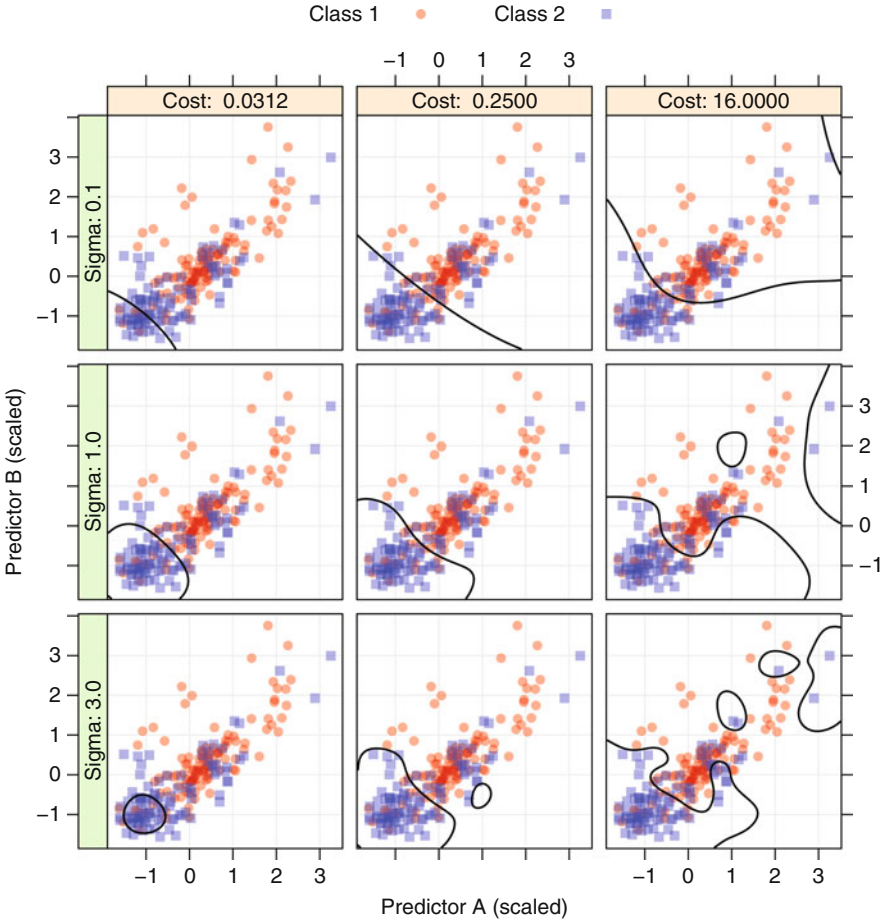 Class 1 Class 2
−1 0 1 2 3
Cost: 0.0312 Cost: 0.2500 Cost: 16.0000
Sigma: 0.1
3
2
1
0
−1
Sigma: 1.0
3
2
1
0
−1
Sigma: 3.0
3
2
1
0
−1
−1 0 1 2 3 −1 0 1 2 3
Predictor B (scaled)
Predictor A (scaled)